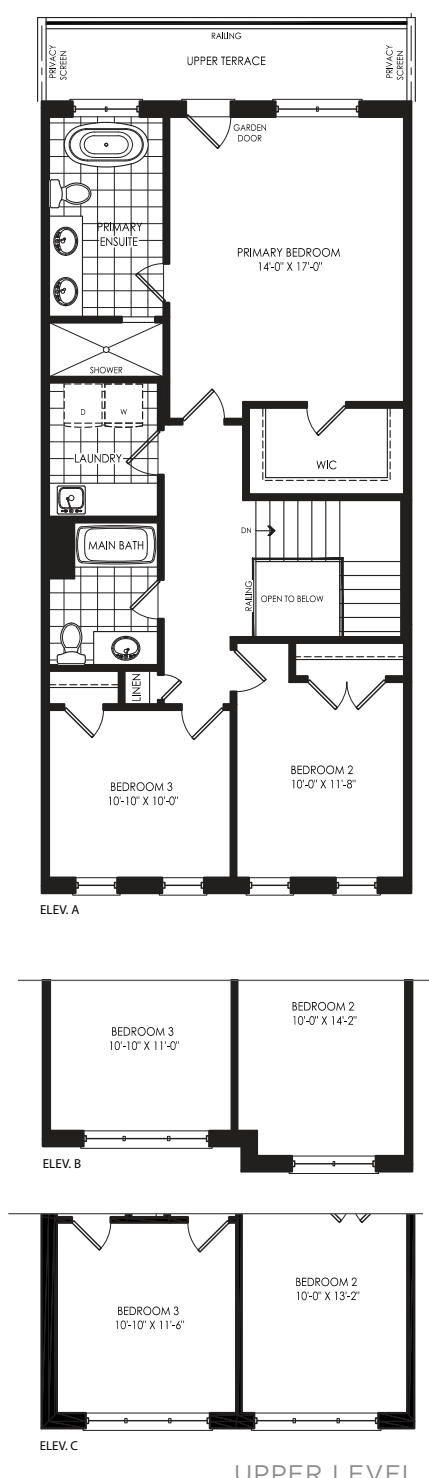 RAILING
UPPER TERRACE
PRIVACY
SCREEN
PRIVACY
SCREEN
GARDEN
DOOR
PRIMARY
ENSUITE
PRIMARY BEDROOM
14'-0" X 17'-0"
SHOWER
D
W
LAUNDRY
WIC
DN
MAIN BATH
RAILING
OPEN TO BELOW
LINEN
BEDROOM 3
10'-10" X 10'-0"
BEDROOM 2
10'-0" X 11'-8"
ELEV. A
BEDROOM 3
10'-10" X 11'-0"
BEDROOM 2
10'-0" X 14'-2"
ELEV. B
BEDROOM 3
10'-10" X 11'-6"
BEDROOM 2
10'-0" X 13'-2"
ELEV. C
UPPER LEVEL